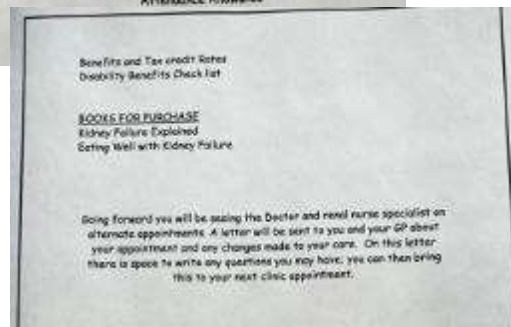 Attendance Allowance
Benefits and Tax credit Rates
Disability Benefits Check list
BOOKS FOR PURCHASE
Kidney Failure Explained
Eating Well with Kidney Failure
Going forward you will be seeing the Doctor and renal nurse specialist on
alternate appointments. A letter will be sent to you and your GP about
your appointment and any changes made to your care. On this letter
there is space to write any questions you may have, you can then bring
this to your next clinic appointment.